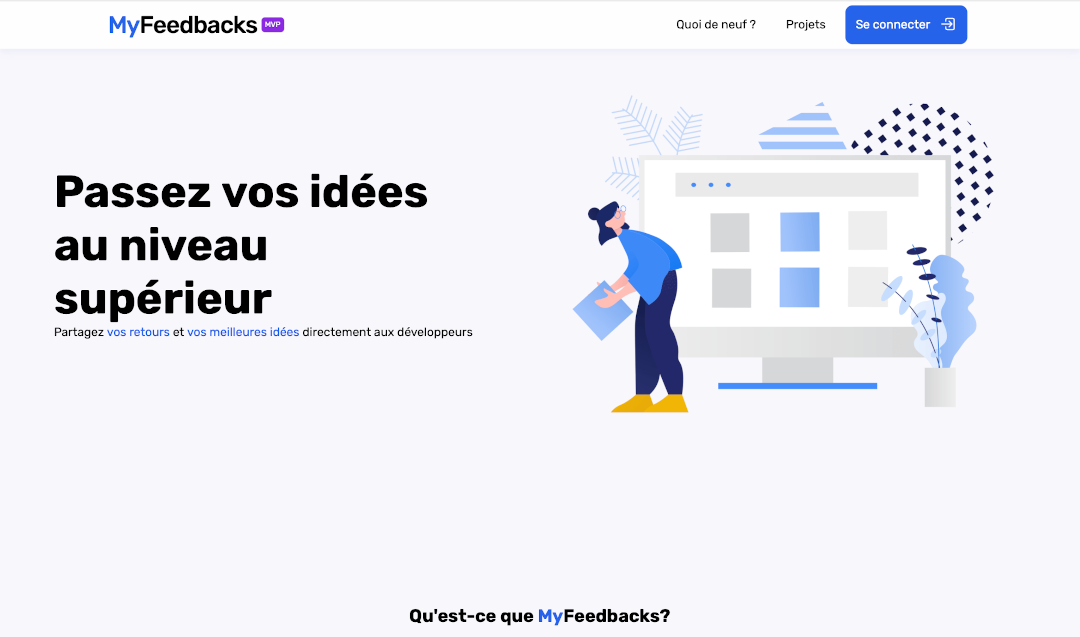 MyFeedbacks MVP
Quoi de neuf ?
Projets
Se connecter
Passez vos idées
au niveau
supérieur
Partagez vos retours et vos meilleures idées directement aux développeurs
Qu'est-ce que MyFeedbacks?